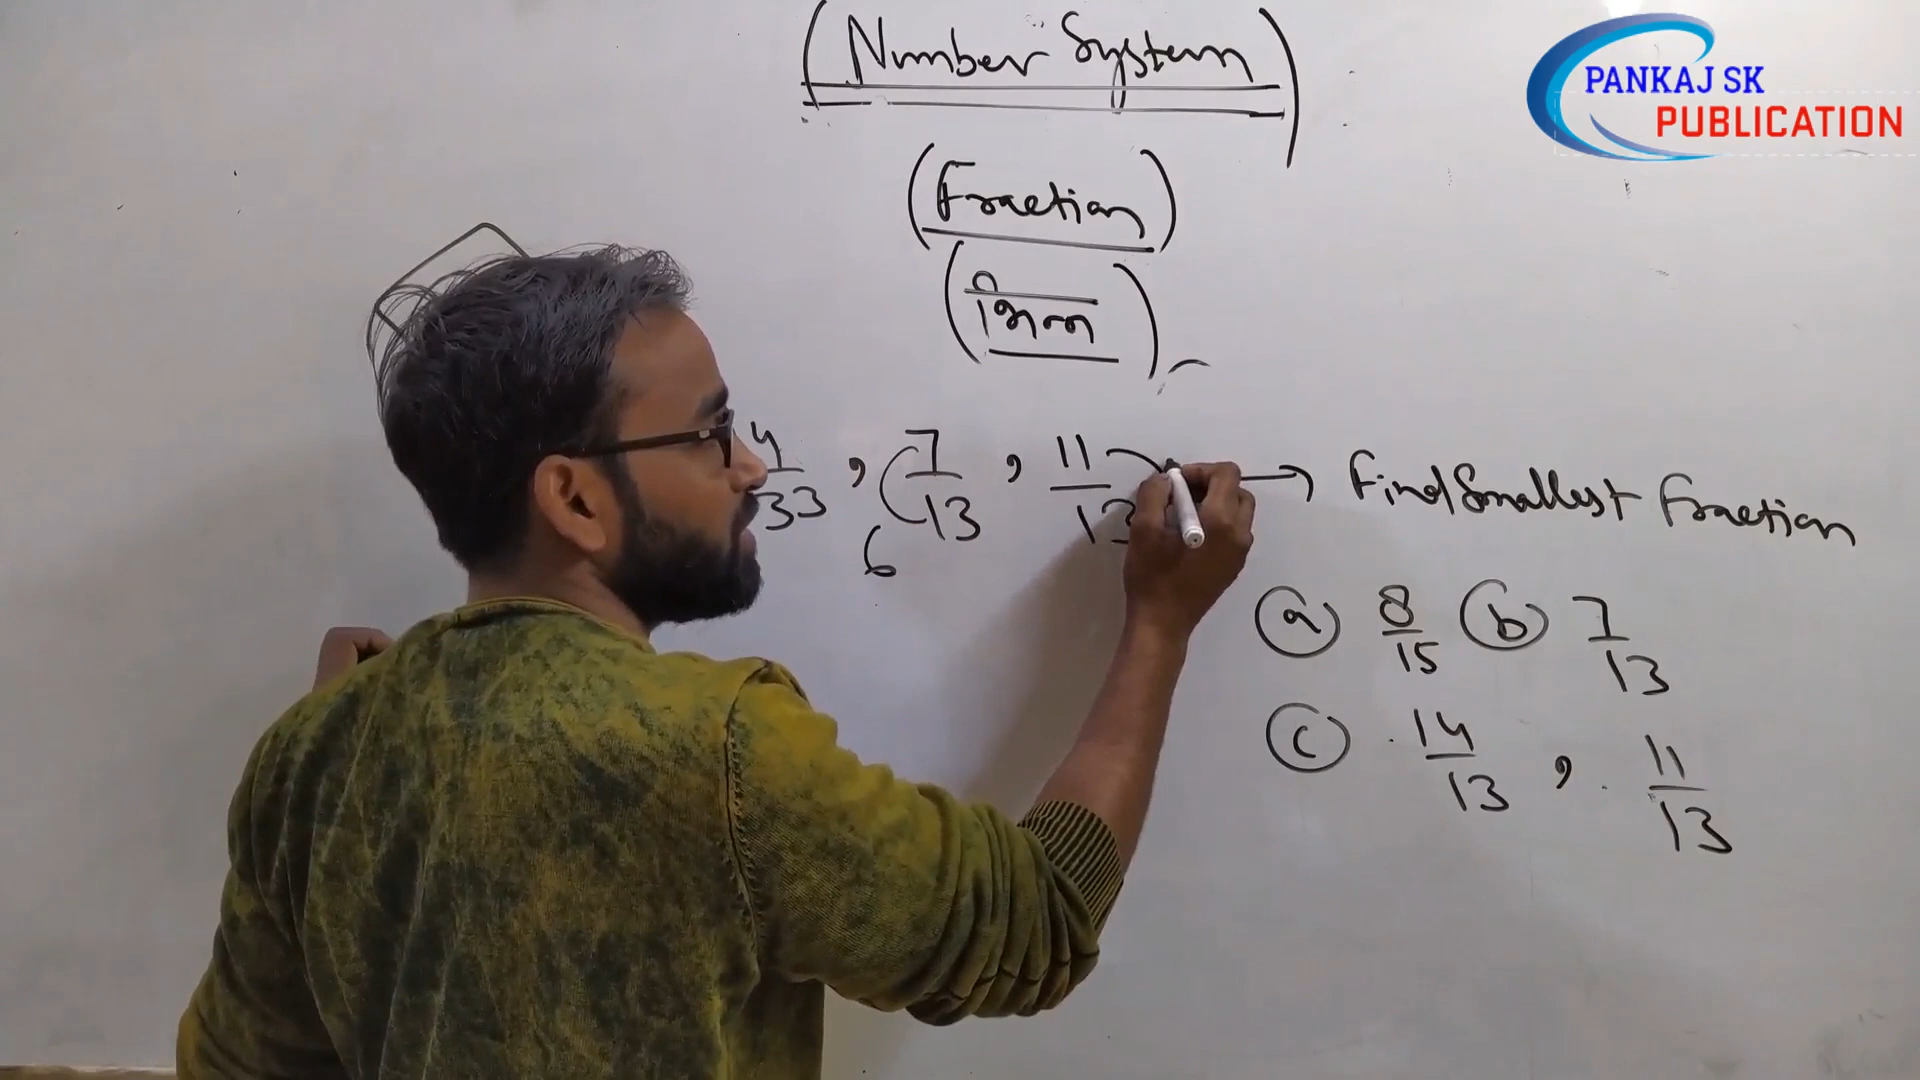 PANKAJ SK
PUBLICATION
(Number System)
(Fraction)
(भिन्न)
4/33, 7/13, 11/13 → Find Smallest Fraction
6
(a) 8/15 (b) 7/13
(c) 14/13, 11/13